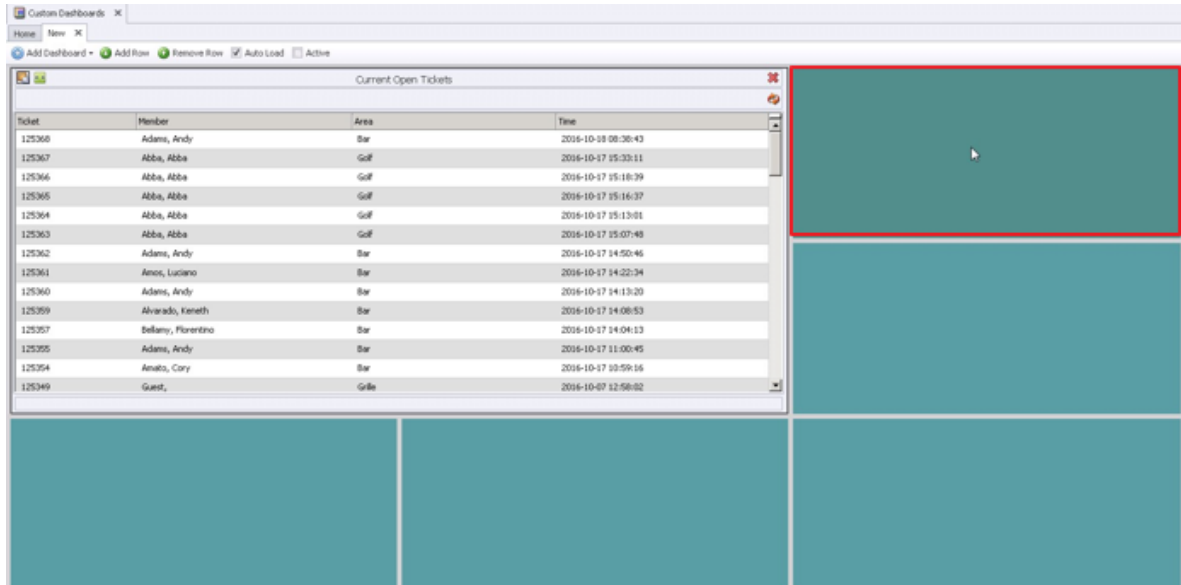 Custom Dashboards
Home New
Add Dashboard Add Row Remove Row Auto Load Active
Current Open Tickets
Ticket Member Area Time
125368 Adams, Andy Bar 2016-10-18 08:38:43
125367 Abba, Abba Golf 2016-10-17 15:33:11
125366 Abba, Abba Golf 2016-10-17 15:18:39
125365 Abba, Abba Golf 2016-10-17 15:16:37
125364 Abba, Abba Golf 2016-10-17 15:13:01
125363 Abba, Abba Golf 2016-10-17 15:07:48
125362 Adams, Andy Bar 2016-10-17 14:50:46
125361 Amos, Luciano Bar 2016-10-17 14:22:34
125360 Adams, Andy Bar 2016-10-17 14:13:20
125359 Alvarado, Keneth Bar 2016-10-17 14:08:53
125357 Bellamy, Florentino Bar 2016-10-17 14:04:13
125355 Adams, Andy Bar 2016-10-17 11:00:45
125354 Amato, Cory Bar 2016-10-17 10:59:16
125349 Guest, Grille 2016-10-07 12:58:02